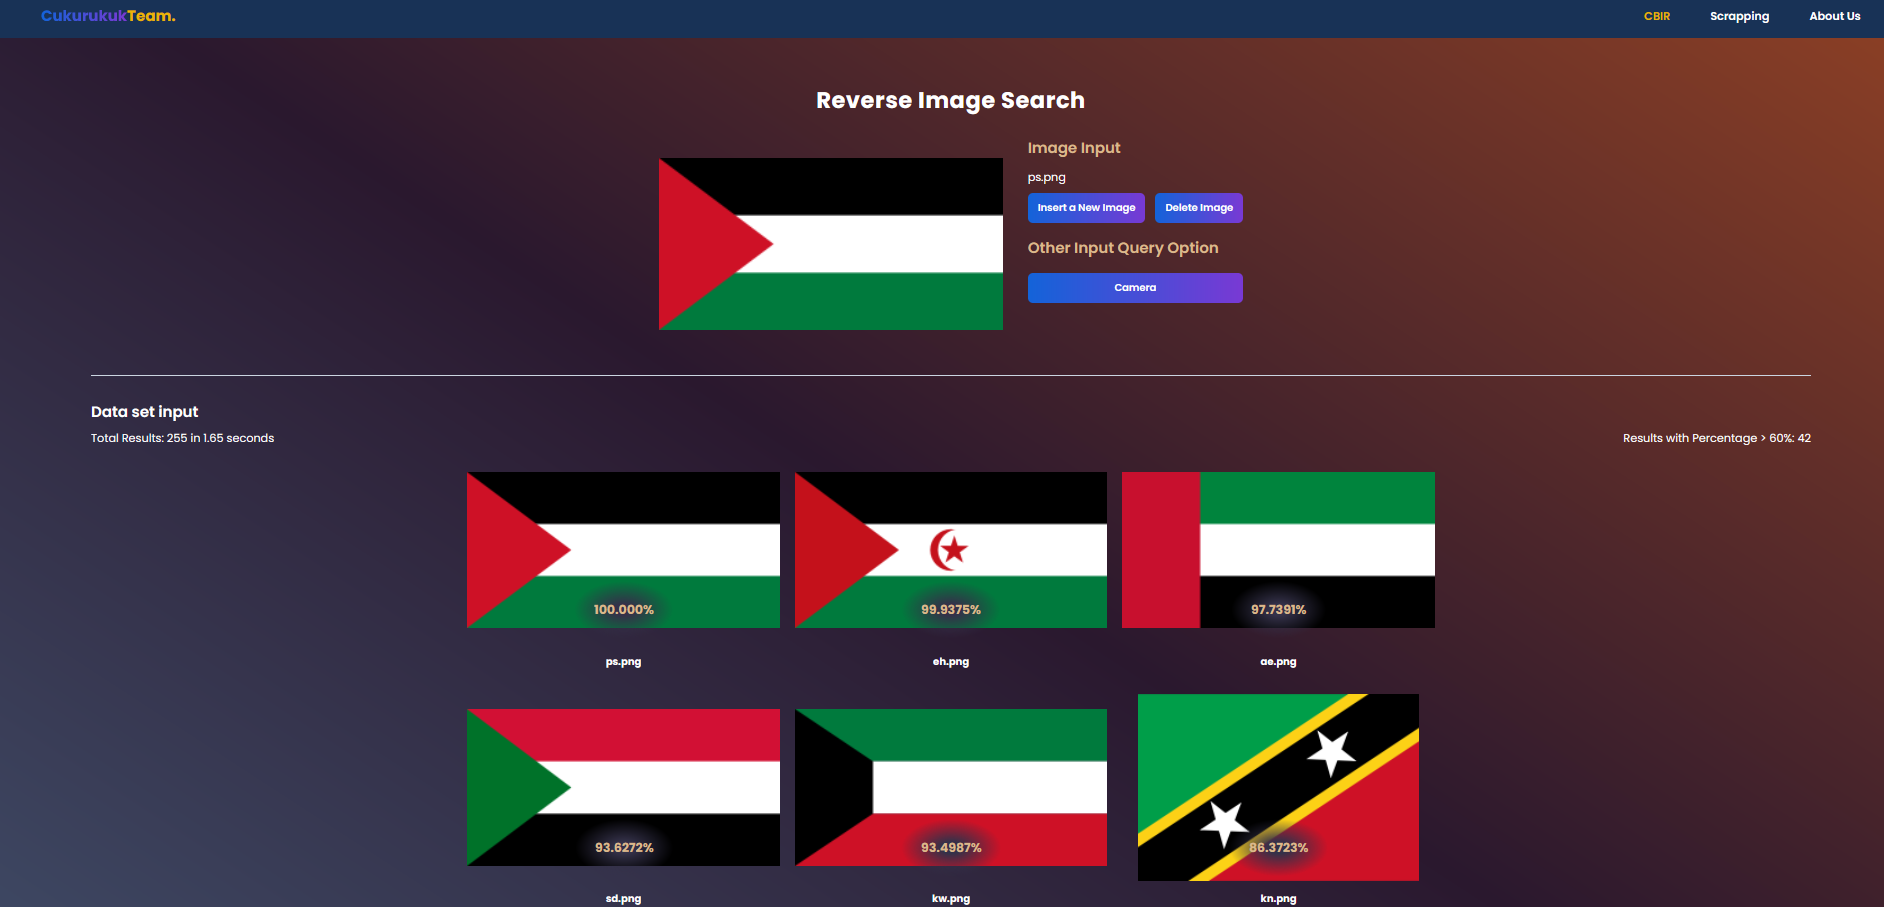 CukurukukTeam.
CBIR
Scrapping
About Us
Reverse Image Search
Image Input
ps.png
Insert a New Image
Delete Image
Other Input Query Option
Camera
Data set input
Total Results: 255 in 1.65 seconds
Results with Percentage > 60%: 42
100.000%
99.9375%
97.7391%
ps.png
eh.png
ae.png
93.6272%
93.4987%
86.3723%
sd.png
kw.png
kn.png